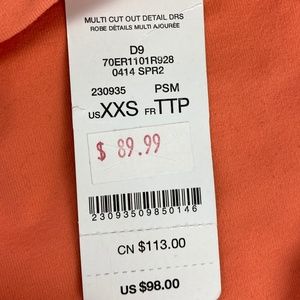 MULTI CUT OUT DETAIL DRS
ROBE DÉTAILS MULTI AJOURÉE
D9
70ER1101R928
0414 SPR2
230935 PSM
US XXS FR TTP
$ 89.99
23093509850146
CN $113.00
US $98.00